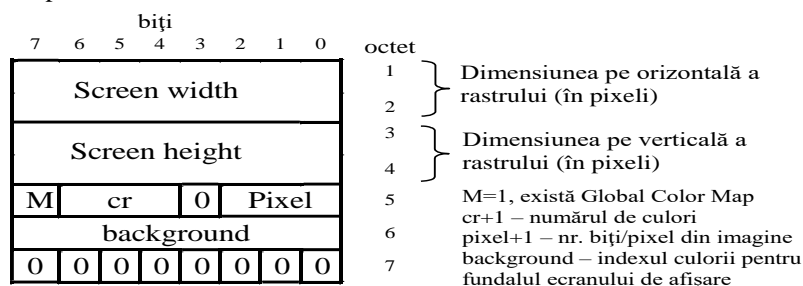 biţi
7 6 5 4 3 2 1 0 octet
Screen width
1
2
Dimensiunea pe orizontală a
rastrului (în pixeli)
Screen height
3
4
Dimensiunea pe verticală a
rastrului (în pixeli)
M cr 0 Pixel
5
M=1, există Global Color Map
cr+1 – numărul de culori
background
6
pixel+1 – nr. biţi/pixel din imagine
background – indexul culorii pentru
0 0 0 0 0 0 0 0
7
fundalul ecranului de afişare